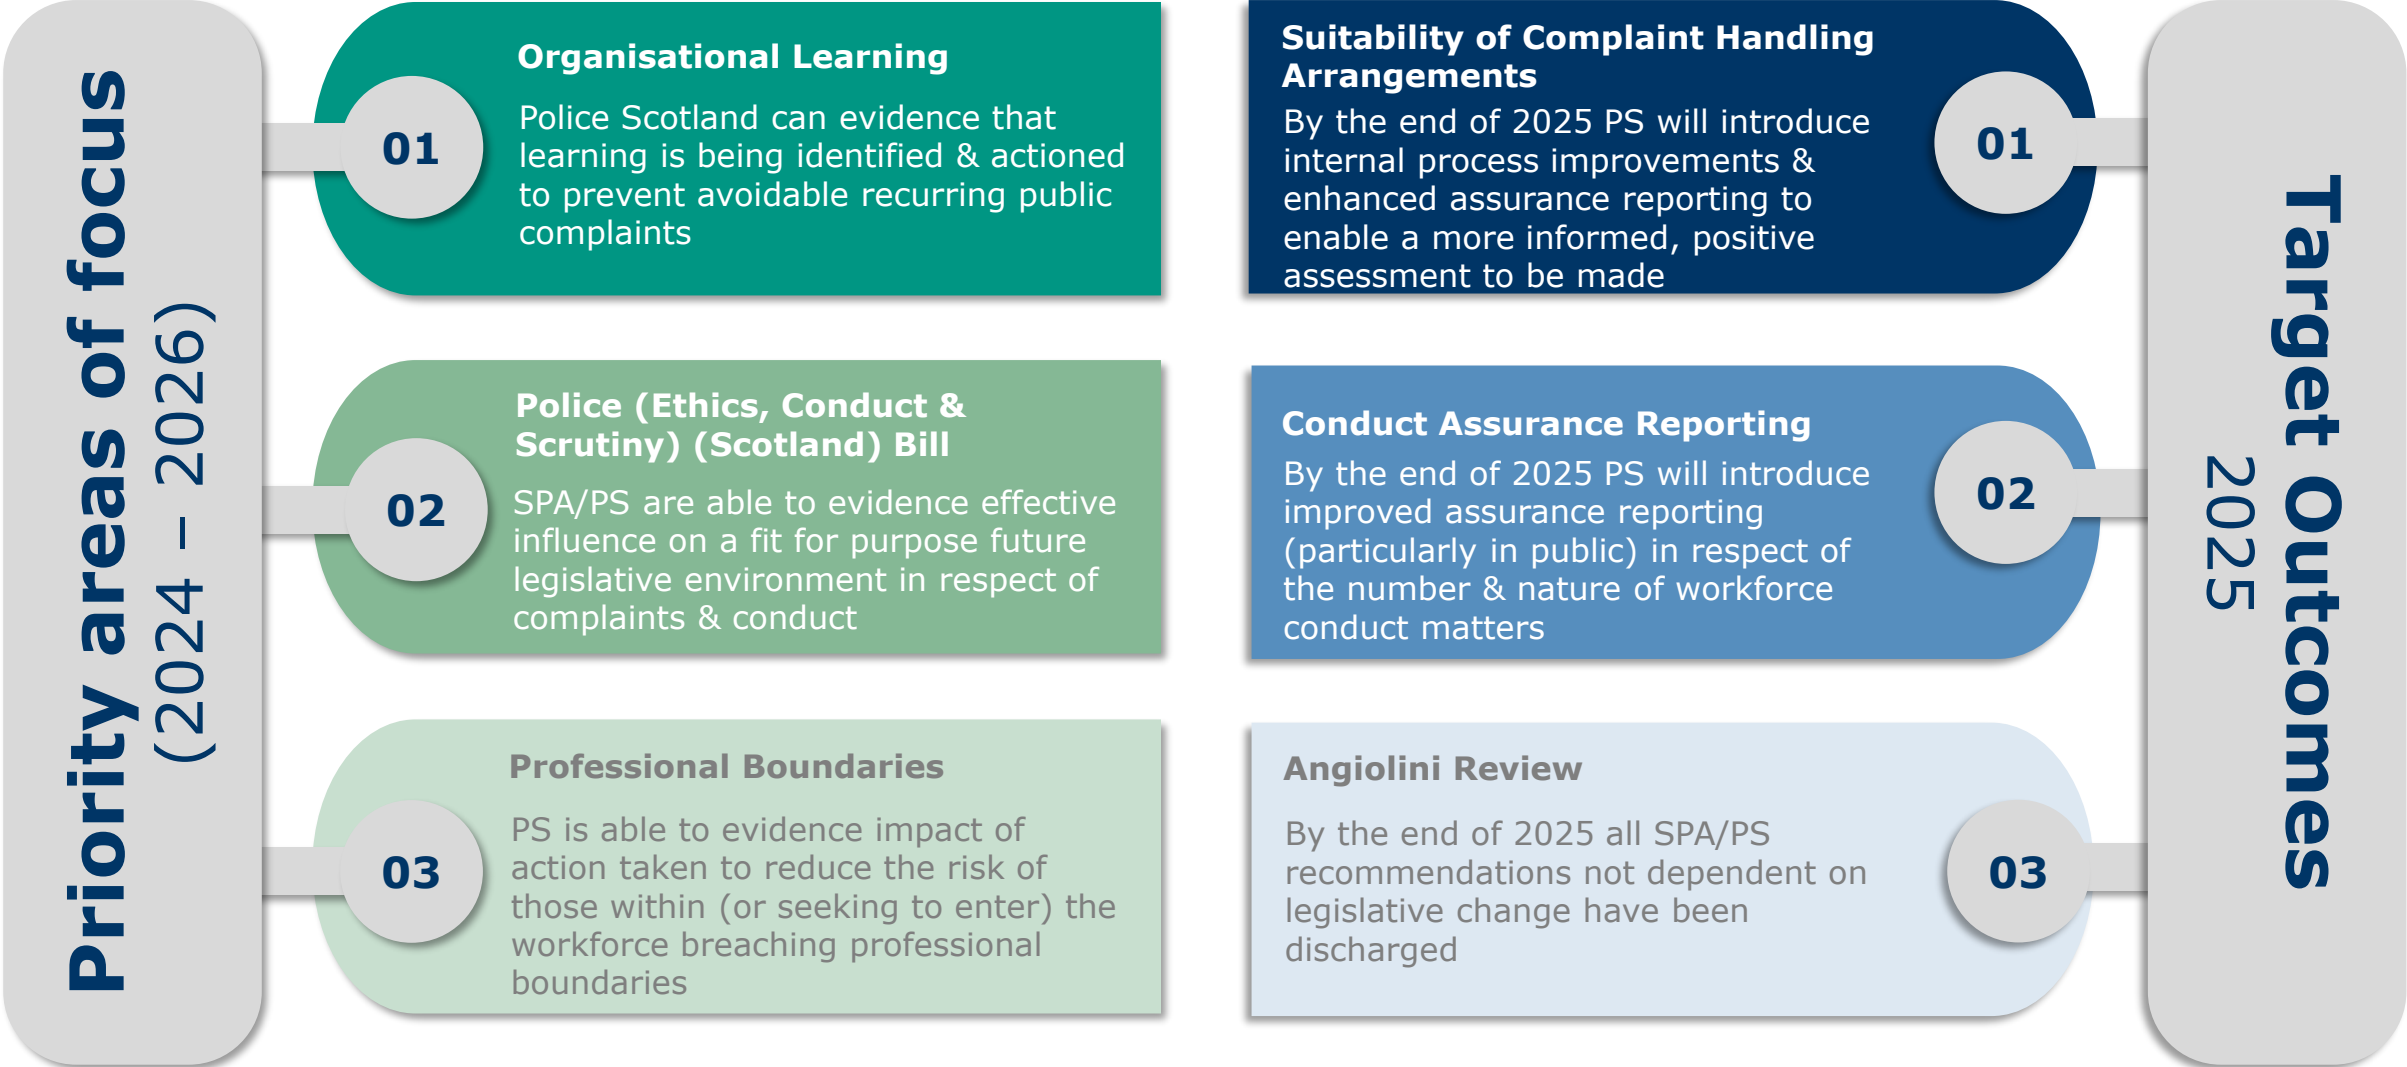 Priority areas of focus
(2024 – 2026)
01
Organisational Learning
Police Scotland can evidence that
learning is being identified & actioned
to prevent avoidable recurring public
complaints
02
Police (Ethics, Conduct &
Scrutiny) (Scotland) Bill
SPA/PS are able to evidence effective
influence on a fit for purpose future
legislative environment in respect of
complaints & conduct
03
Professional Boundaries
PS is able to evidence impact of
action taken to reduce the risk of
those within (or seeking to enter) the
workforce breaching professional
boundaries
Target Outcomes
2025
Suitability of Complaint Handling
Arrangements
By the end of 2025 PS will introduce
internal process improvements &
enhanced assurance reporting to
enable a more informed, positive
assessment to be made
01
Conduct Assurance Reporting
By the end of 2025 PS will introduce
improved assurance reporting
(particularly in public) in respect of
the number & nature of workforce
conduct matters
02
Angiolini Review
By the end of 2025 all SPA/PS
recommendations not dependent on
legislative change have been
discharged
03